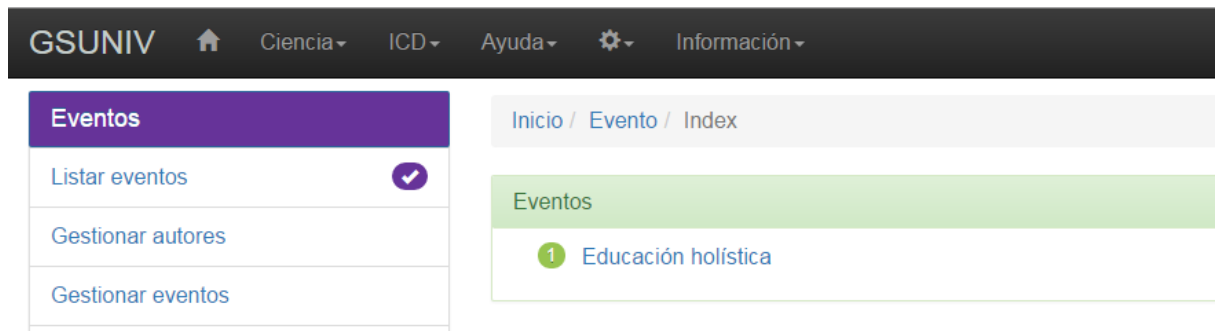 GSUNIV Ciencia ICD Ayuda Información
Eventos
Listar eventos
Gestionar autores
Gestionar eventos
Inicio / Evento / Index
Eventos
1 Educación holística